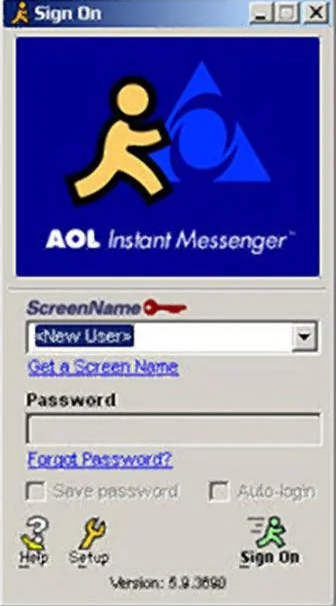 Sign On
AOL Instant Messenger™
ScreenName
<New User>
Get a Screen Name
Password
Forgot Password?
Save password Auto-login
Help Setup Sign On
Version: 5.9.3690